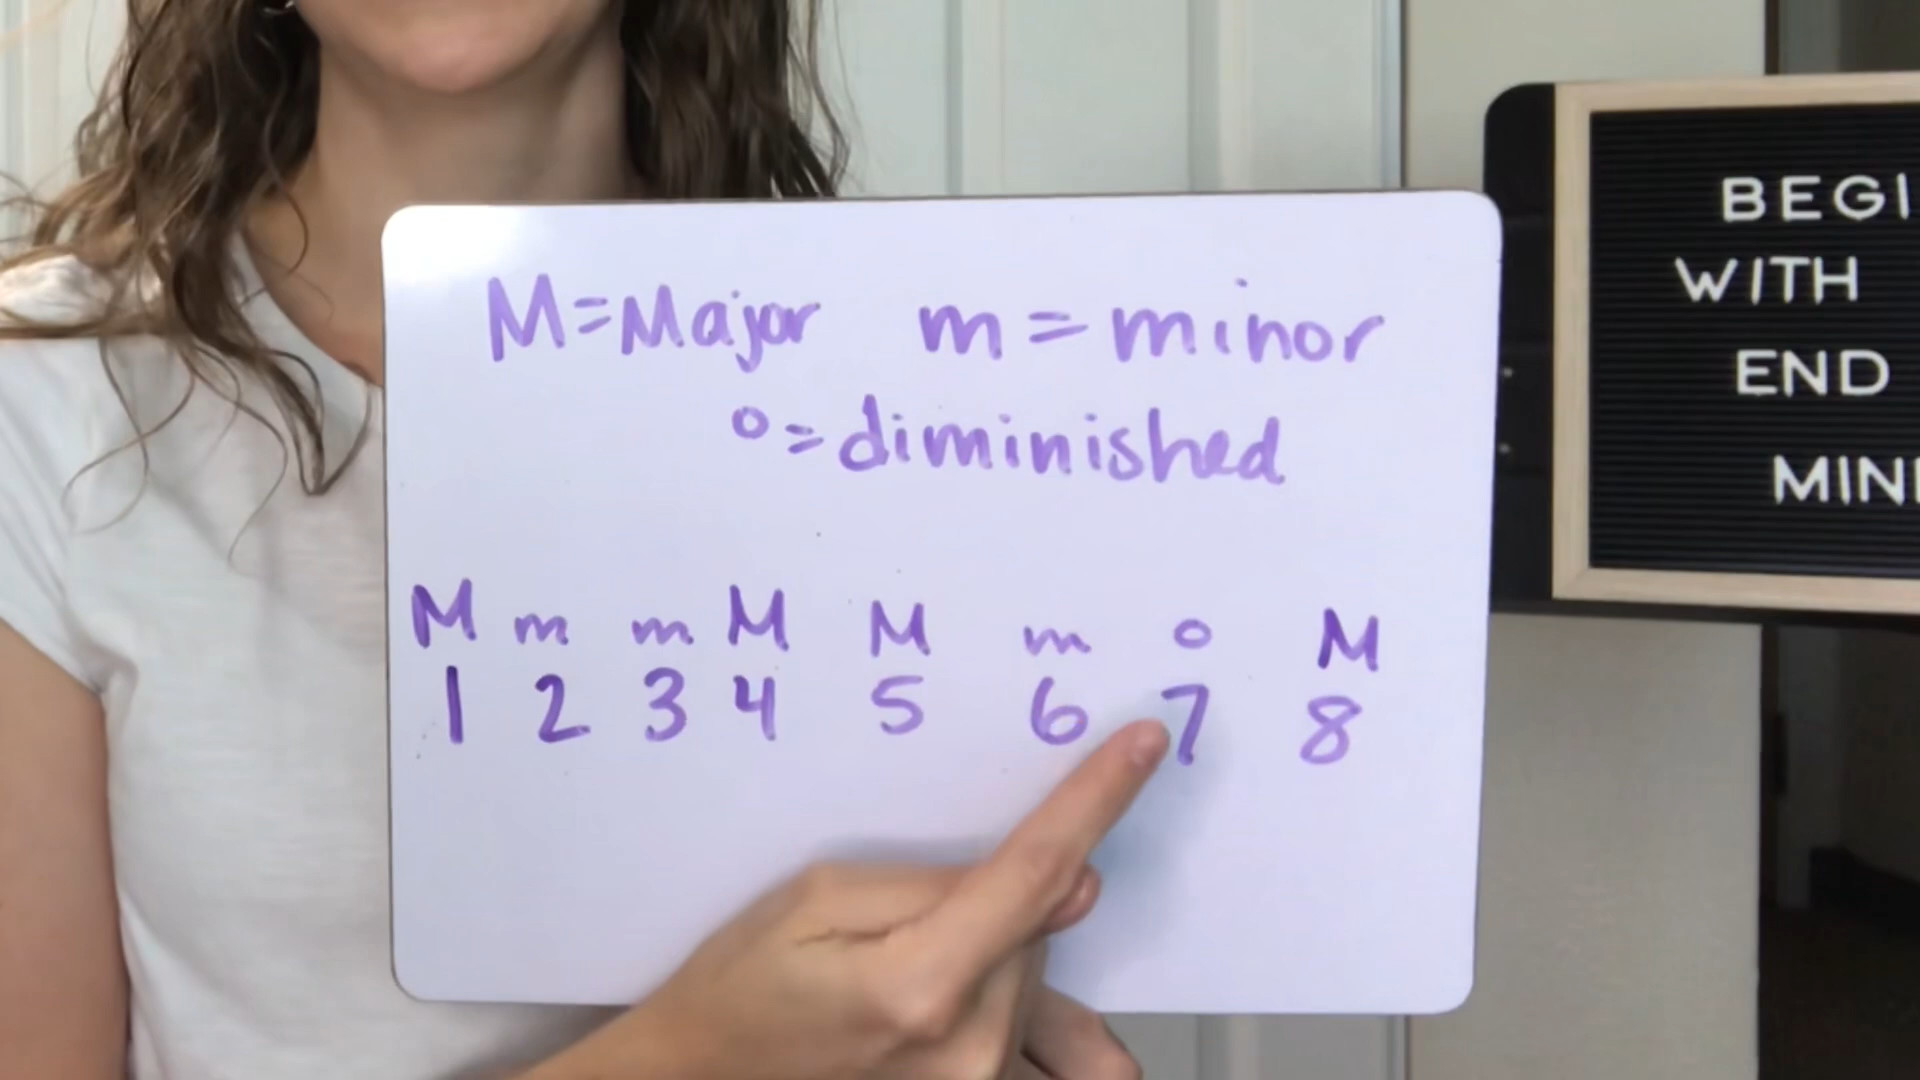 M=Major m=minor
o=diminished
M m m M M m o M
1 2 3 4 5 6 7 8
BEGI
WITH
END
MIN